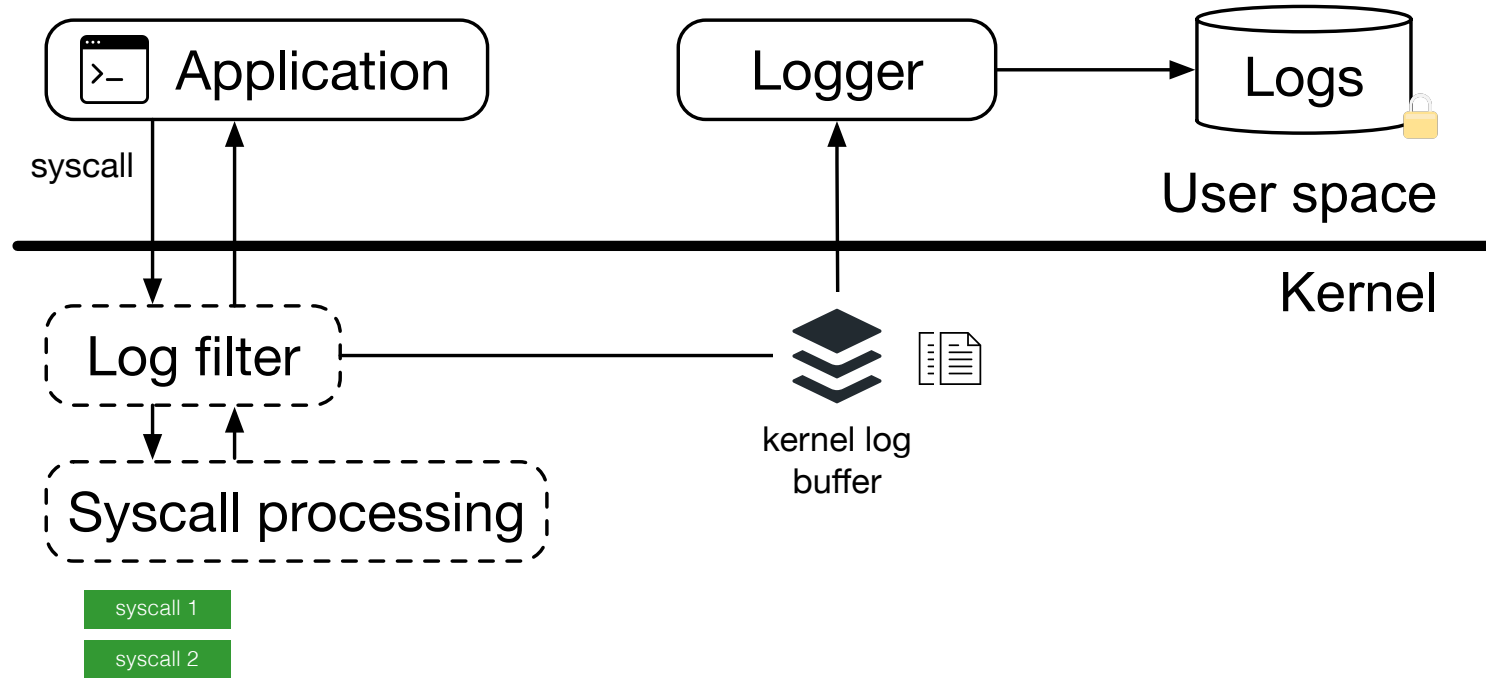 >_ Application
Logger
Logs
syscall
User space
Kernel
Log filter
kernel log
buffer
Syscall processing
syscall 1
syscall 2